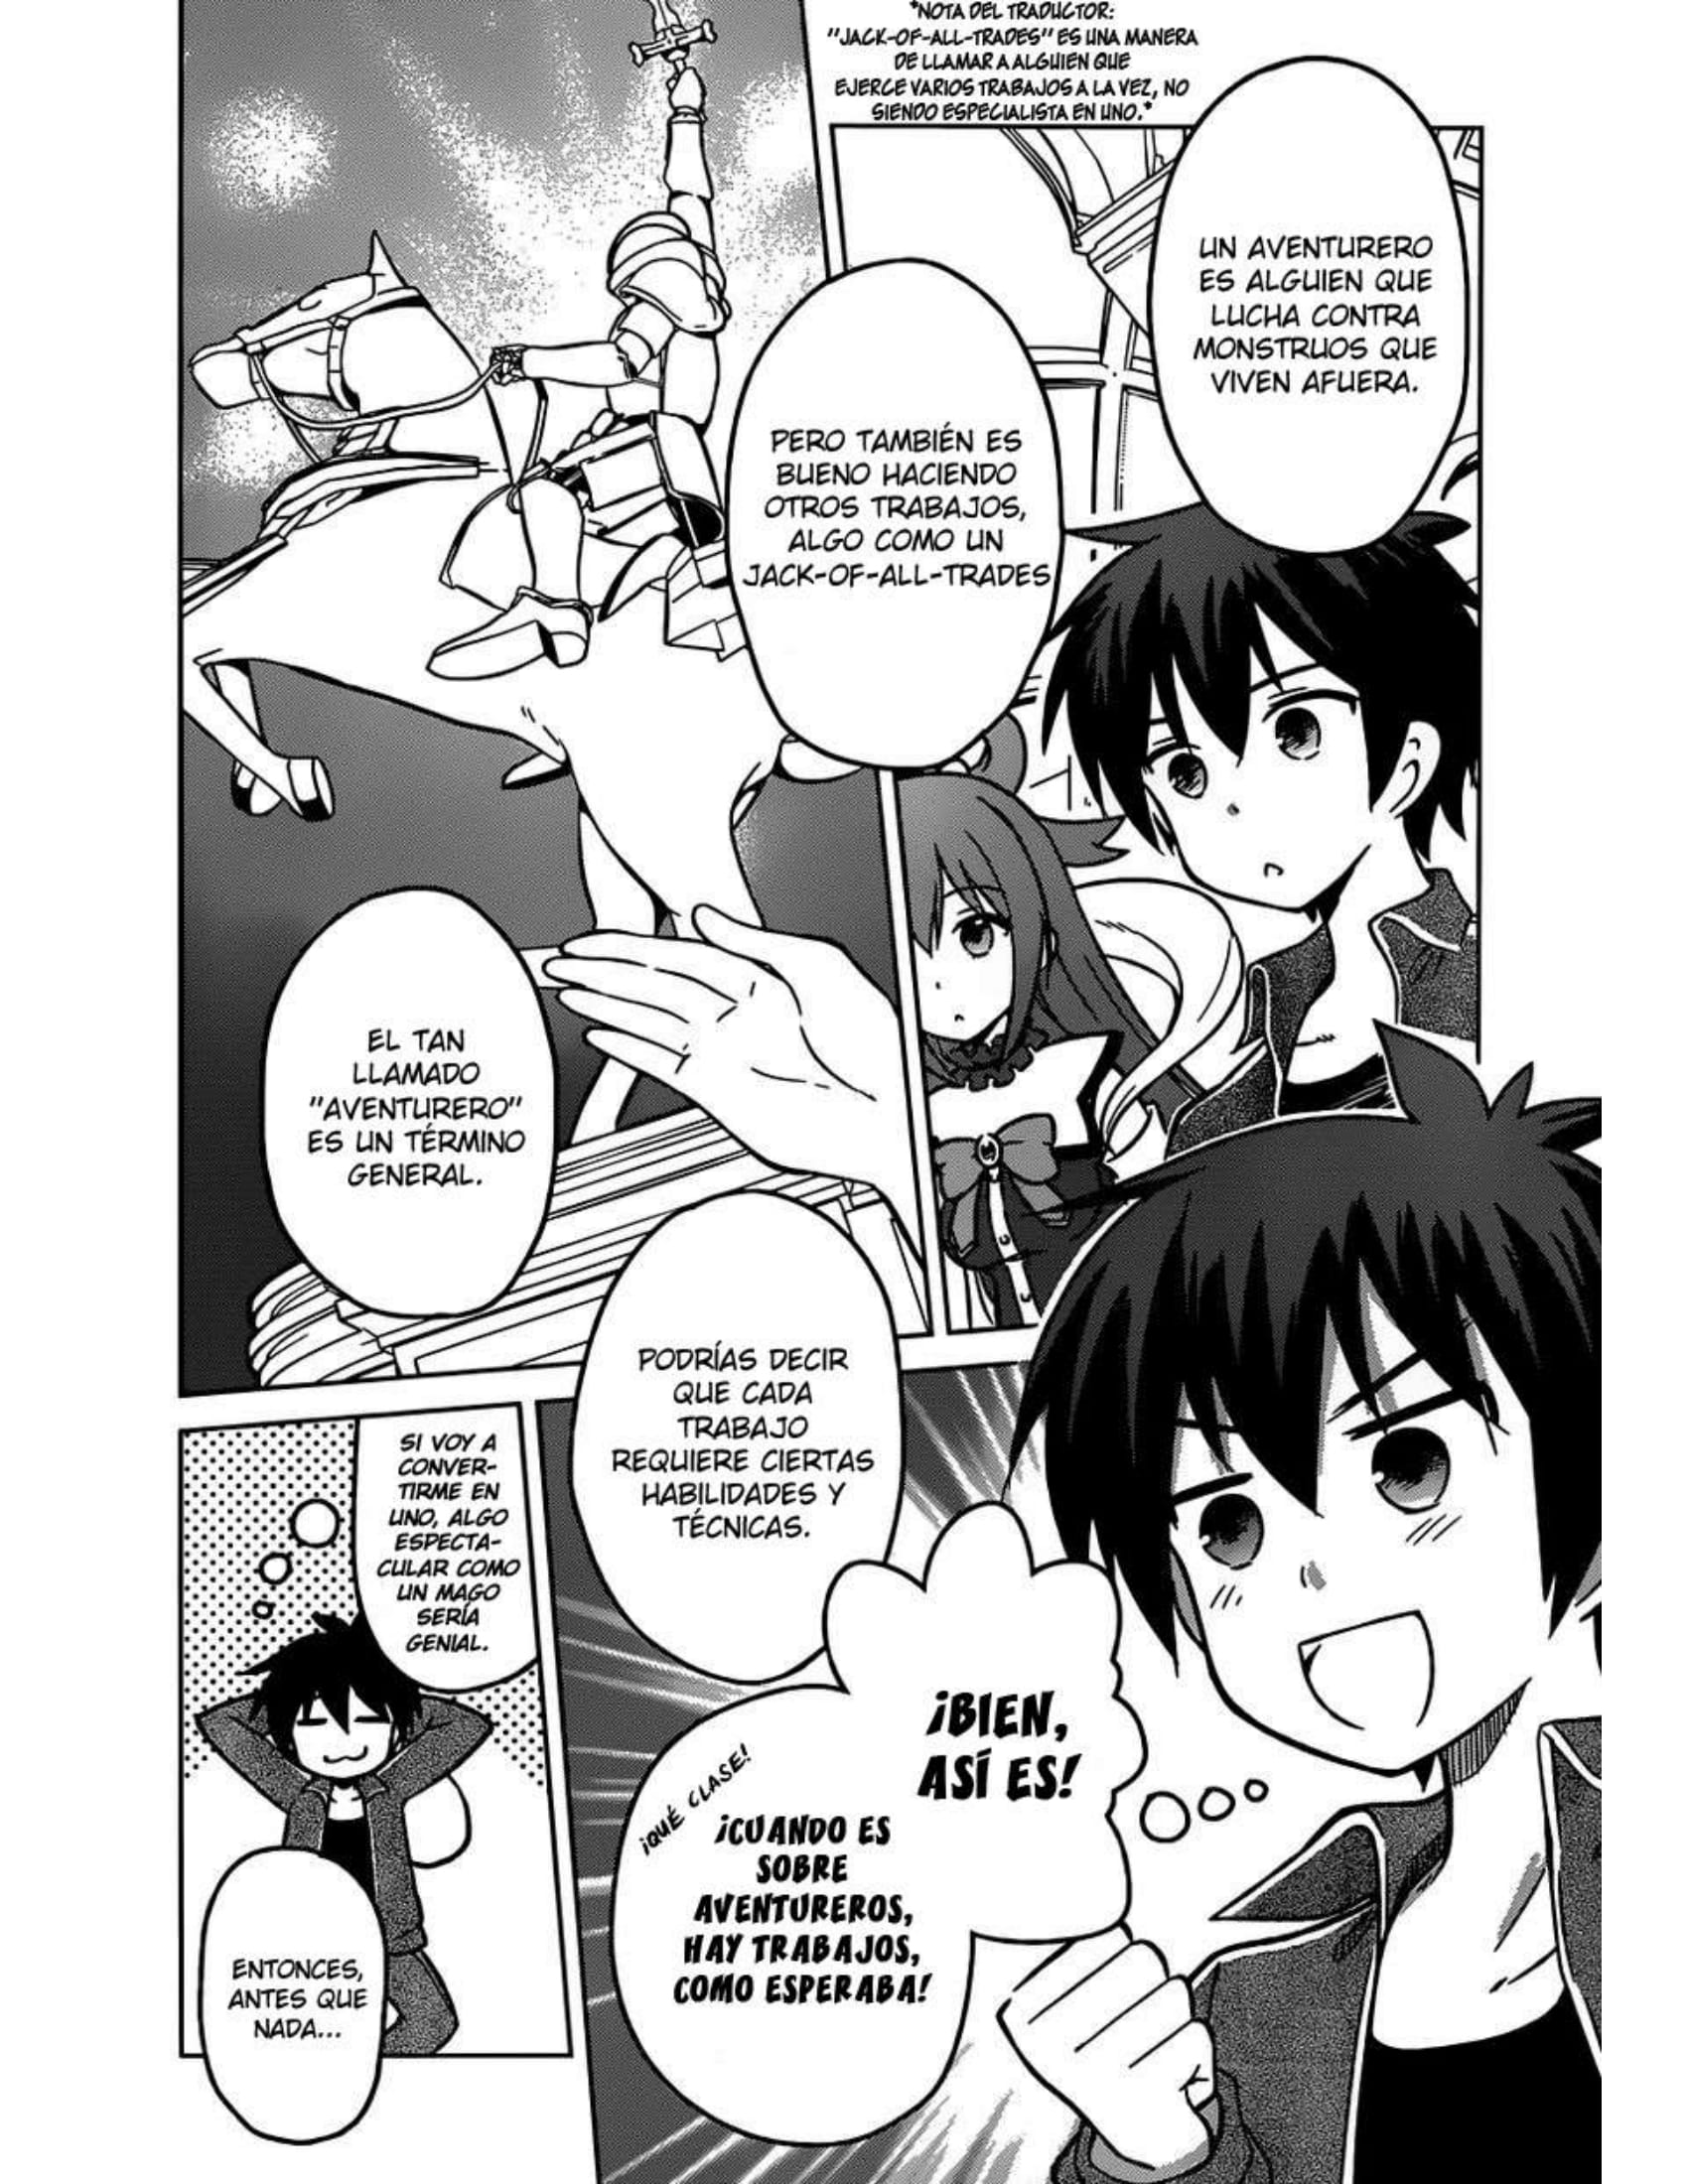 *NOTA DEL TRADUCTOR:
"JACK-OF-ALL-TRADES" ES UNA MANERA
DE LLAMAR A ALGUIEN QUE
EJERCE VARIOS TRABAJOS A LA VEZ, NO
SIENDO ESPECIALISTA EN UNO.*
UN AVENTURERO
ES ALGUIEN QUE
LUCHA CONTRA
MONSTRUOS QUE
VIVEN AFUERA.
PERO TAMBIÉN ES
BUENO HACIENDO
OTROS TRABAJOS,
ALGO COMO UN
JACK-OF-ALL-TRADES
EL TAN
LLAMADO
"AVENTURERO"
ES UN TÉRMINO
GENERAL.
PODRÍAS DECIR
QUE CADA
TRABAJO
REQUIERE CIERTAS
HABILIDADES Y
TÉCNICAS.
¡BIEN,
ASÍ ES!
¡QUÉ CLASE!
¡CUANDO ES
SOBRE
AVENTUREROS,
HAY TRABAJOS,
COMO ESPERABA!
SI VOY A
CONVER-
TIRME EN
UNO, ALGO
ESPECTA-
CULAR COMO
UN MAGO
SERÍA
GENIAL.
ENTONCES,
ANTES QUE
NADA...